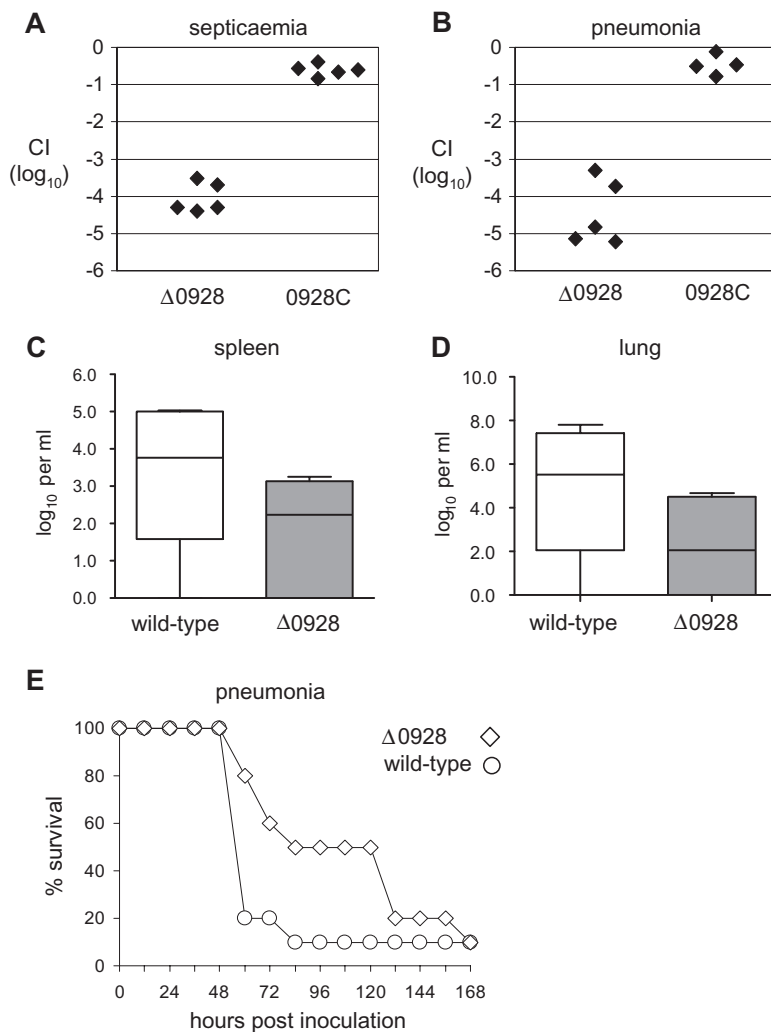 A
septicaemia
CI
(log10)
-0
-1
-2
-3
-4
-5
-6
Δ0928
0928C
B
pneumonia
CI
(log10)
-0
-1
-2
-3
-4
-5
-6
Δ0928
0928C
C
spleen
log10 per ml
6.0
5.0
4.0
3.0
2.0
1.0
0.0
wild-type
Δ0928
D
lung
log10 per ml
10.0
8.0
6.0
4.0
2.0
0.0
wild-type
Δ0928
E
pneumonia
Δ0928
wild-type
% survival
100
80
60
40
20
0
0 24 48 72 96 120 144 168
hours post inoculation